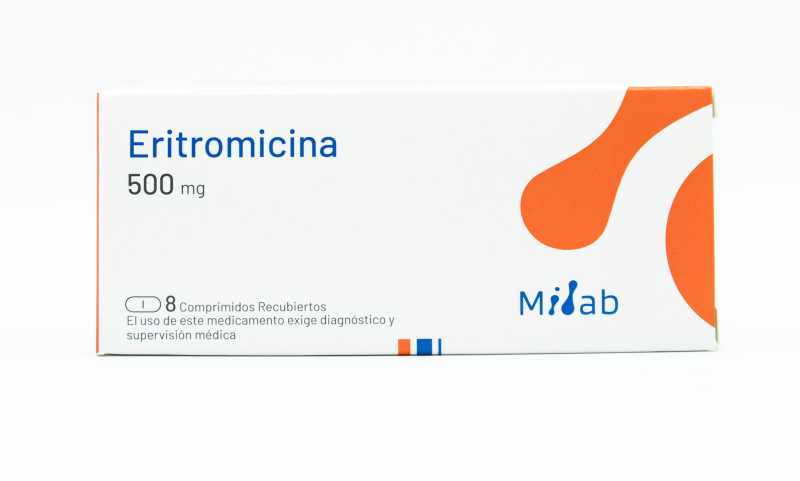 Eritromicina
500 mg
8 Comprimidos Recubiertos
El uso de este medicamento exige diagnóstico y
supervisión médica
Milab